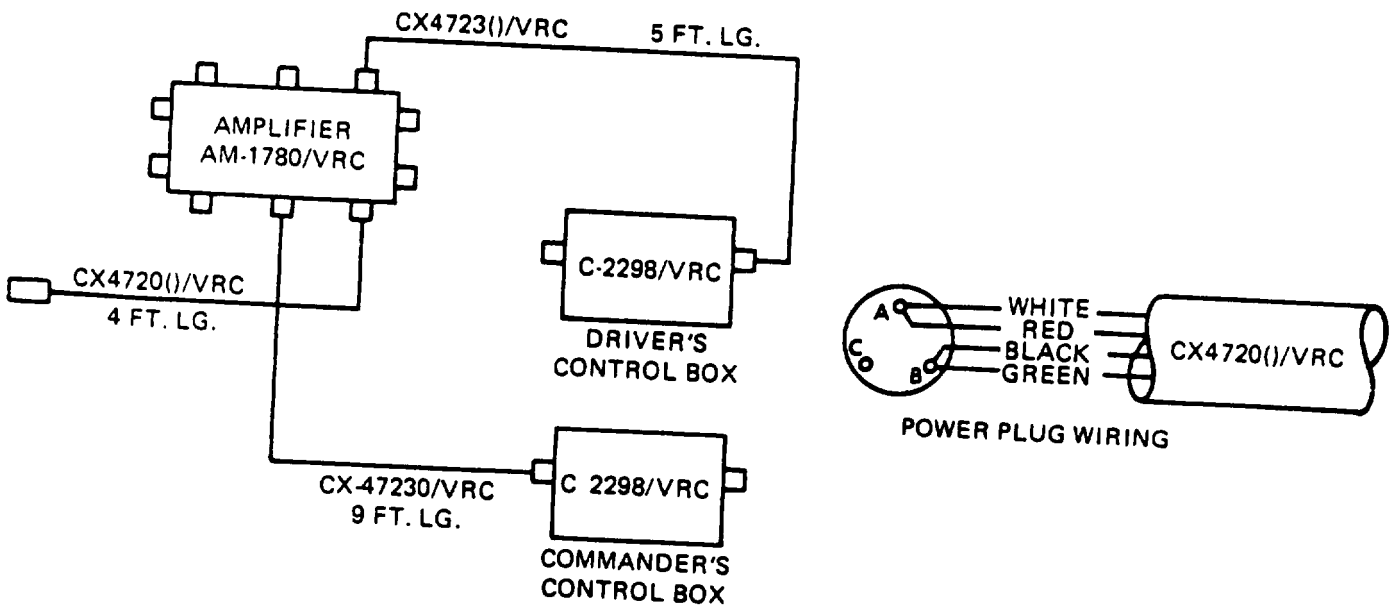 CX4723()/VRC 5 FT. LG.
AMPLIFIER
AM-1780/VRC
CX4720()/VRC
4 FT. LG.
C-2298/VRC
DRIVER'S
CONTROL BOX
CX-47230/VRC
9 FT. LG.
C 2298/VRC
COMMANDER'S
CONTROL BOX
A
C
B
WHITE
RED
BLACK
GREEN
CX4720()/VRC
POWER PLUG WIRING